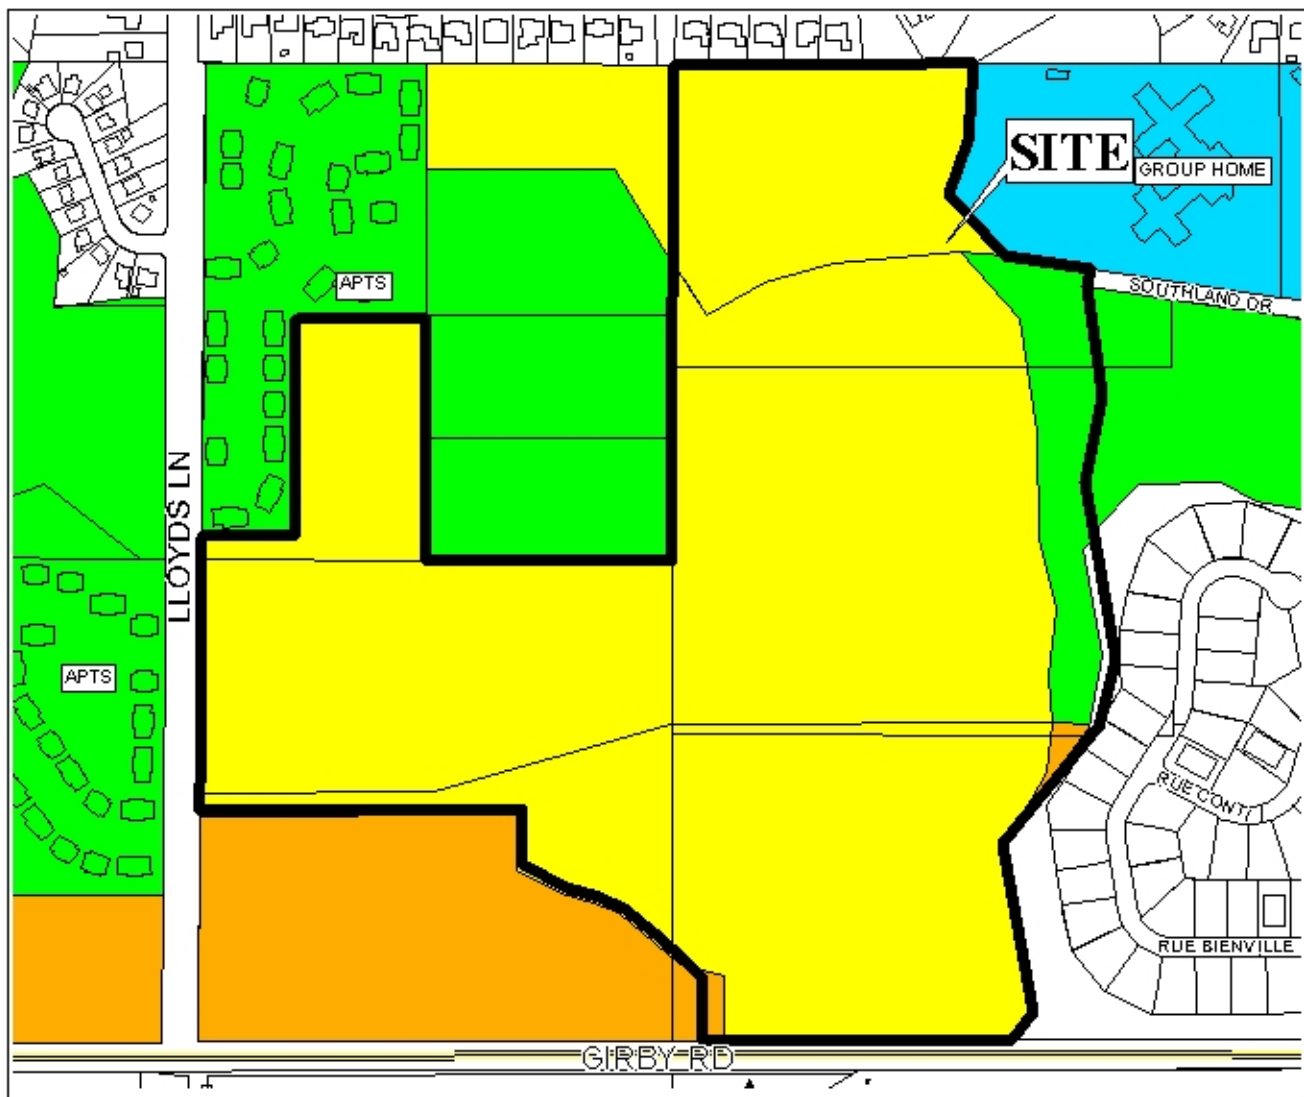 SITE
GROUP HOME
APTS
SOUTHLAND DR
LLOYDS LN
APTS
RUE CONTI
RUE BIENVILLE
GIRBY RD